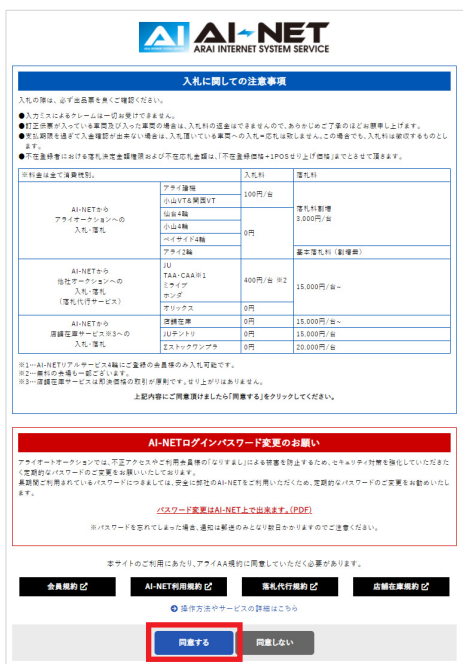 AI-NET
ARAI INTERNET SYSTEM SERVICE
入札に関しての注意事項
入札の際は、必ず出品票を良くご確認ください。
●入力ミスによるクレームは一切お受けできません。
●訂正伝票が入っている車両及び入った車両の場合は、入札料の返金はできませんので、あらかじめご了承のほどお願い申し上げます。
●支払期限を過ぎて入金確認が出来ない場合は、入札頂いている車両への入札=応札は致しません。この場合でも、入札料は徴収するものとし
ます。
●不在登録者における落札決定金額権限および不在応札金額は、「不在登録価格+1POSせり上げ価格」までとさせて頂きます。
※料金は全て消費税別。 入札料 落札料
AI-NETから
アライオークションへの
入札・落札
アライ建機
小山VT&関西VT
100円/台
仙台4輪
小山4輪
ベイサイド4輪
アライ2輪
0円
落札料割増
3,000円/台
基本落札料(割増無)
AI-NETから
他社オークションへの
入札・落札
(落札代行サービス)
JU
TAA・CAA※1
ミライブ
ホンダ
400円/台 ※2
オリックス 0円
15,000円/台~
AI-NETから
店舗在庫サービス※3への
入札・落札
店舗在庫 0円 15,000円/台~
JUテントリ 0円 15,000円/台
Zストックワンプラ 0円 20,000円/台
※1…AI-NETリアルサービス4輪にご登録の会員様のみ入札可能です。
※2…無料の会場も一部ございます。
※3…店舗在庫サービスは即決価格の取引が原則です。せり上がりはありません。
上記内容にご同意頂けましたら「同意する」をクリックしてください。
AI-NETログインパスワード変更のお願い
アライオートオークションでは、不正アクセスやご利用会員様の「なりすまし」による被害を防止するため、セキュリティ対策を強化していただきた
く定期的なパスワードのご変更をお願いいたしております。
長期間ご利用されているパスワードにつきましては、安全に弊社のAI-NETをご利用いただくため、定期的なパスワードのご変更をお勧めいたし
ます。
パスワード変更はAI-NET上で出来ます。(PDF)
※パスワードを忘れてしまった場合、通知は郵送のみとなり数日かかりますのでご注意ください。
本サイトのご利用にあたり、アライAA規約に同意していただく必要があります。
会員規約 AI-NET利用規約 落札代行規約 店舗在庫規約
操作方法やサービスの詳細はこちら
同意する 同意しない